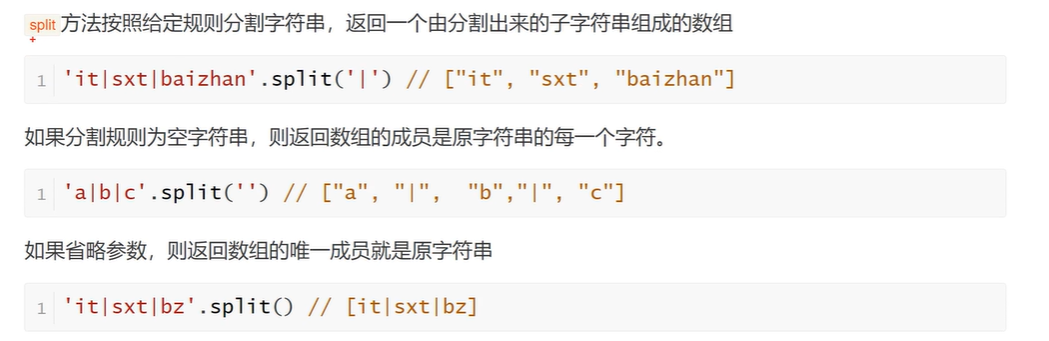 split方法按照给定规则分割字符串，返回一个由分割出来的子字符串组成的数组
+
1 'it|sxt|baizhan'.split('|') // ["it", "sxt", "baizhan"]
如果分割规则为空字符串，则返回数组的成员是原字符串的每一个字符。
1 'a|b|c'.split('') // ["a", "|",  "b","|", "c"]
如果省略参数，则返回数组的唯一成员就是原字符串
1 'it|sxt|bz'.split() // [it|sxt|bz]